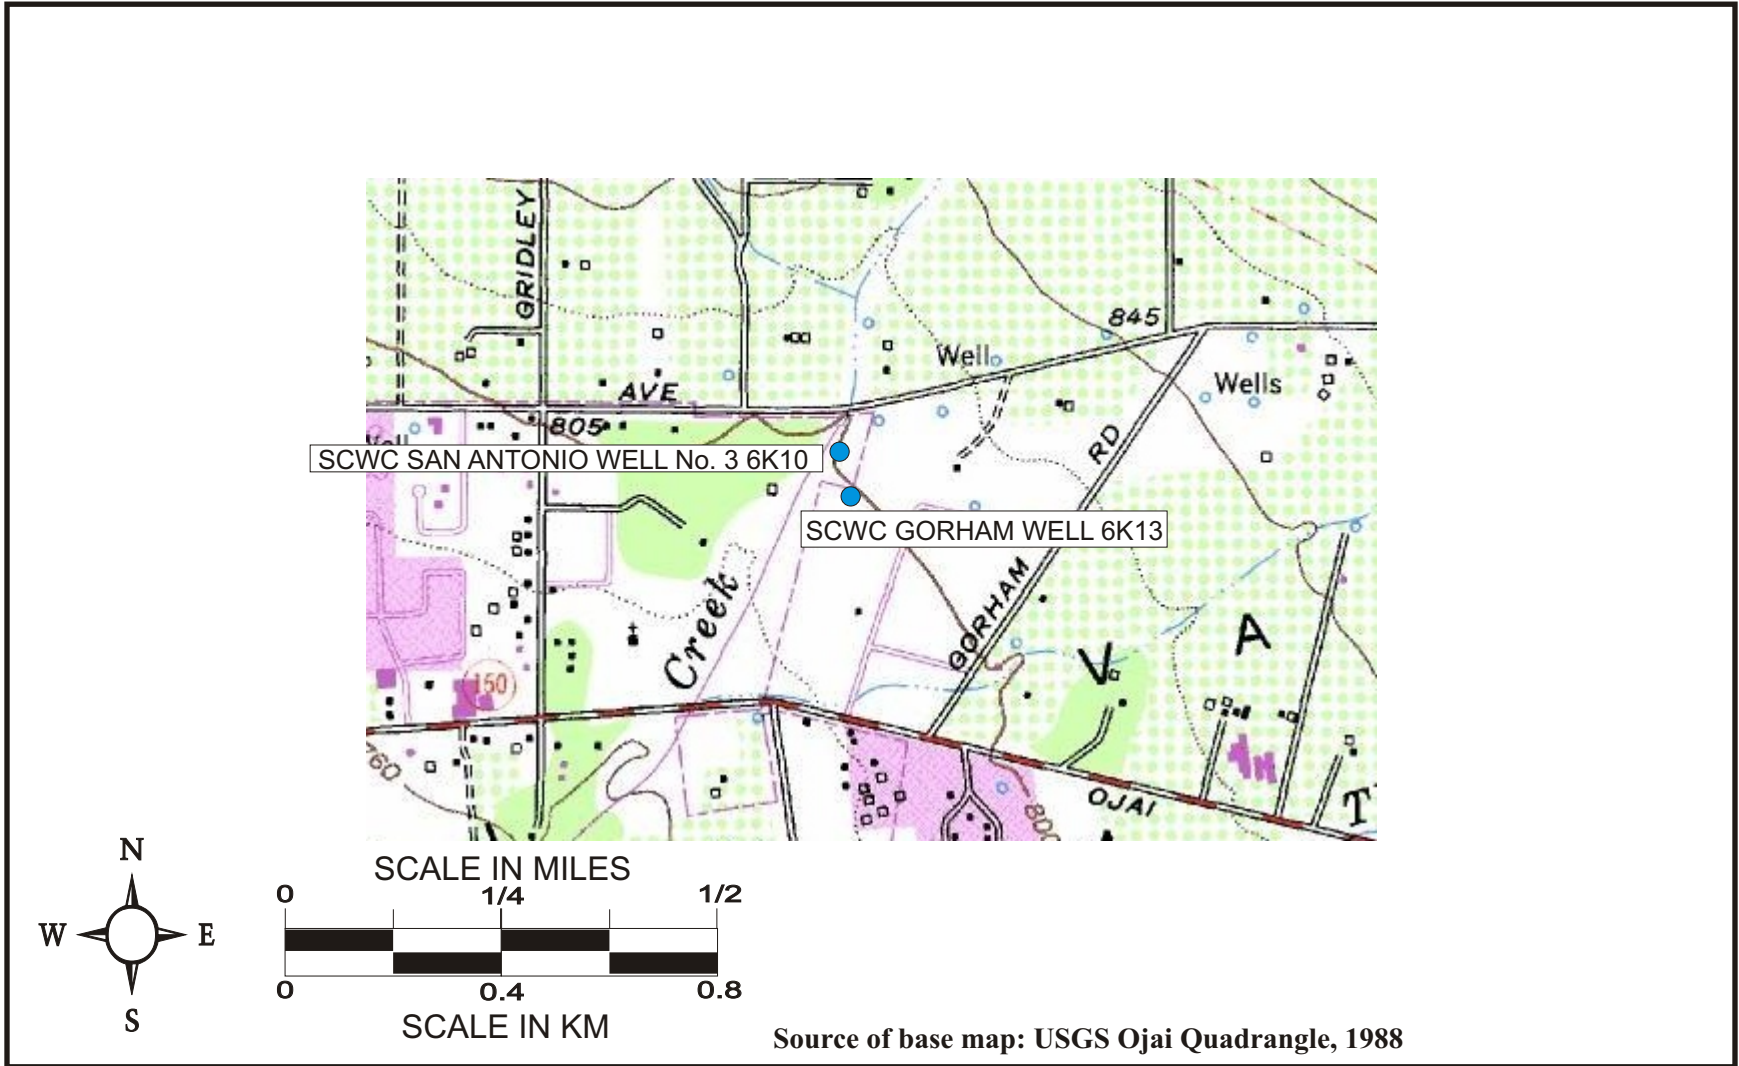 GRIDLEY
845
Well
Wells
AVE
805
SCWC SAN ANTONIO WELL No. 3 6K10
RD
SCWC GORHAM WELL 6K13
GORHAM
Creek
V A
150
760
OJAI
800
T
N
W E
S
SCALE IN MILES
0 1/4 1/2
0 0.4 0.8
SCALE IN KM
Source of base map: USGS Ojai Quadrangle, 1988